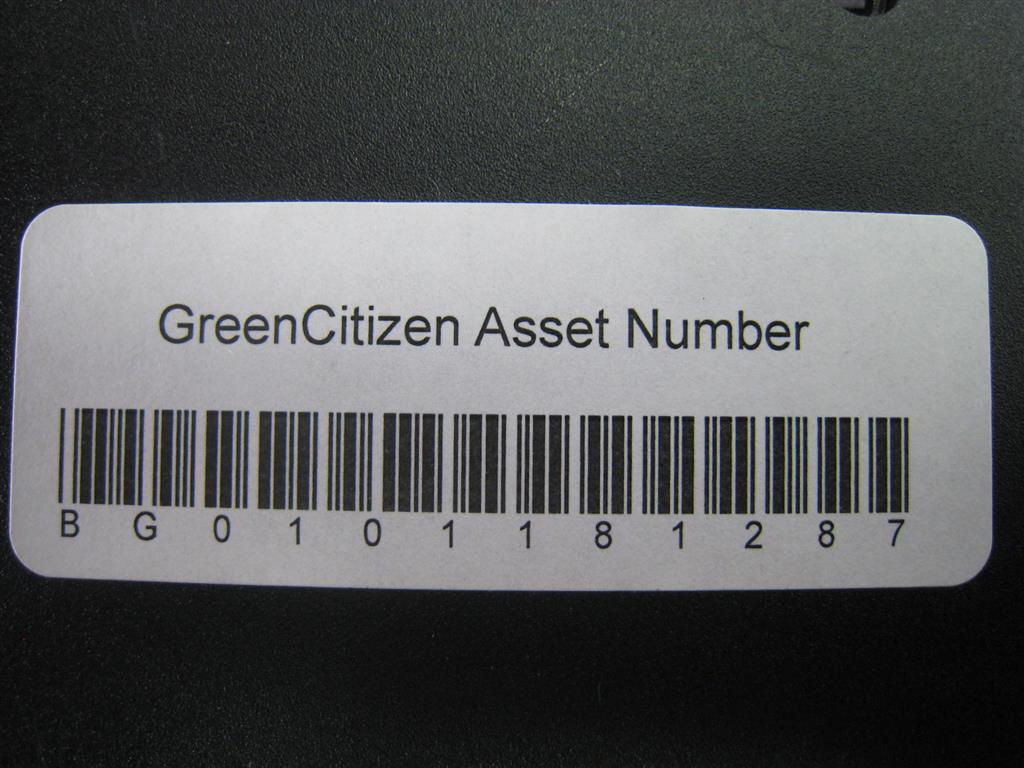 GreenCitizen Asset Number
B G 0 1 0 1 1 8 1 2 8 7